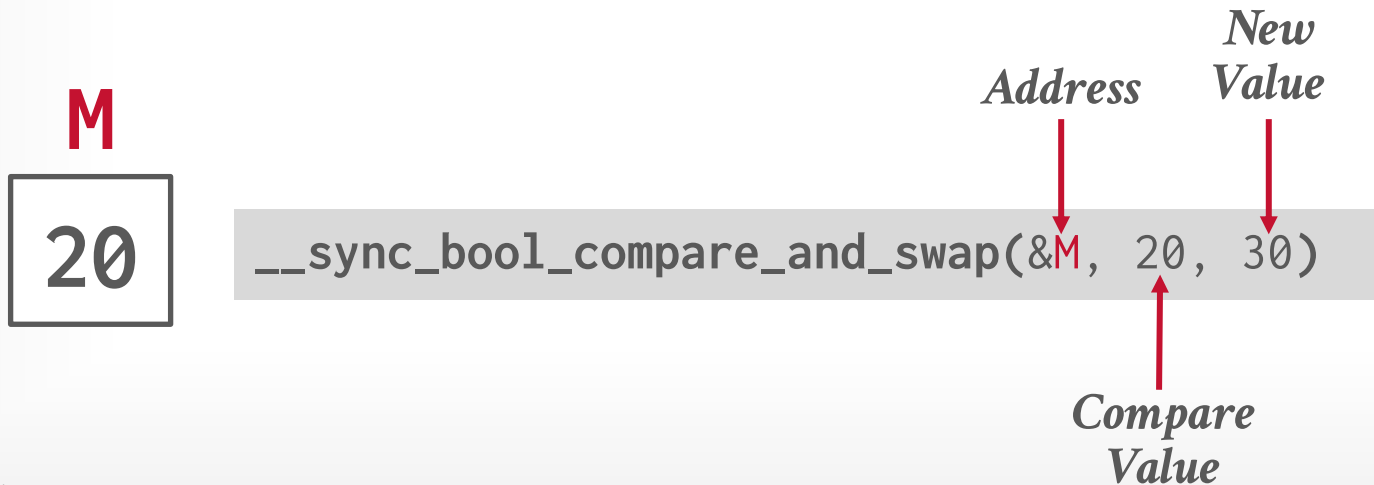 New
Value
Address
M
20
__sync_bool_compare_and_swap(&M, 20, 30)
Compare
Value